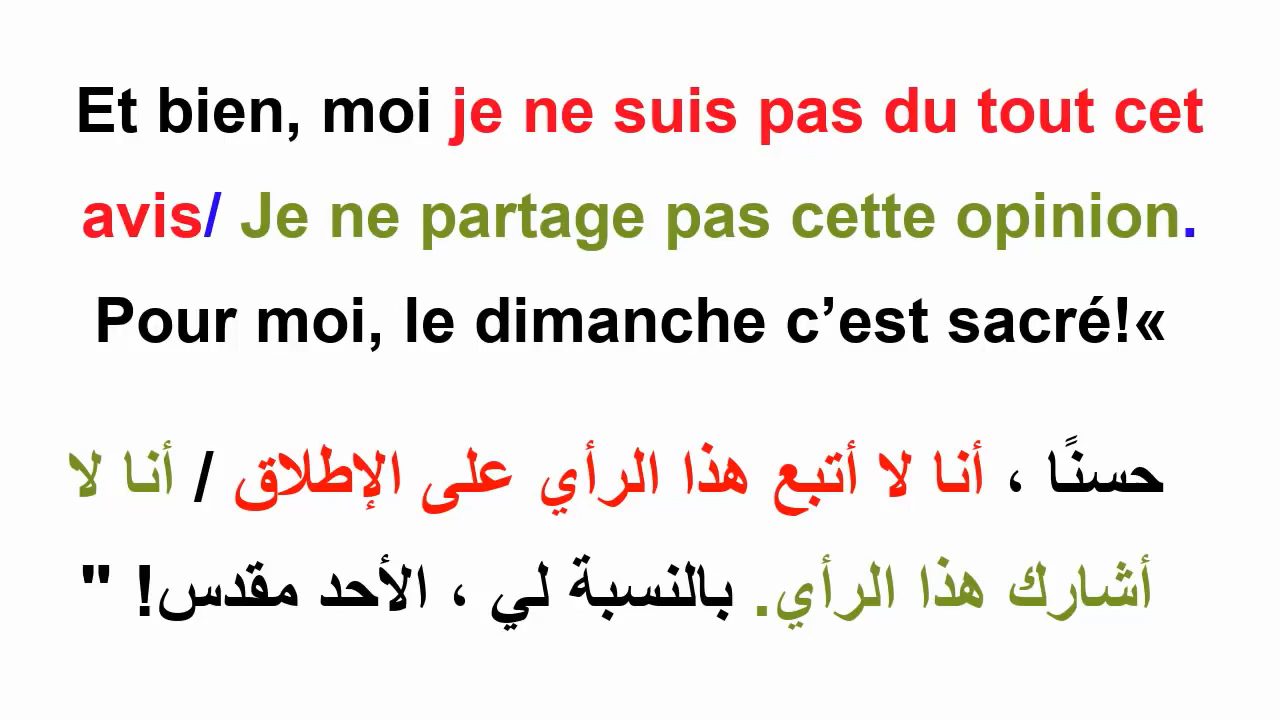 Et bien, moi je ne suis pas du tout cet
avis/ Je ne partage pas cette opinion.
Pour moi, le dimanche c’est sacré!«
حسنًا ، أنا لا أتبع هذا الرأي على الإطلاق / أنا لا
أشارك هذا الرأي. بالنسبة لي ، الأحد مقدس! "